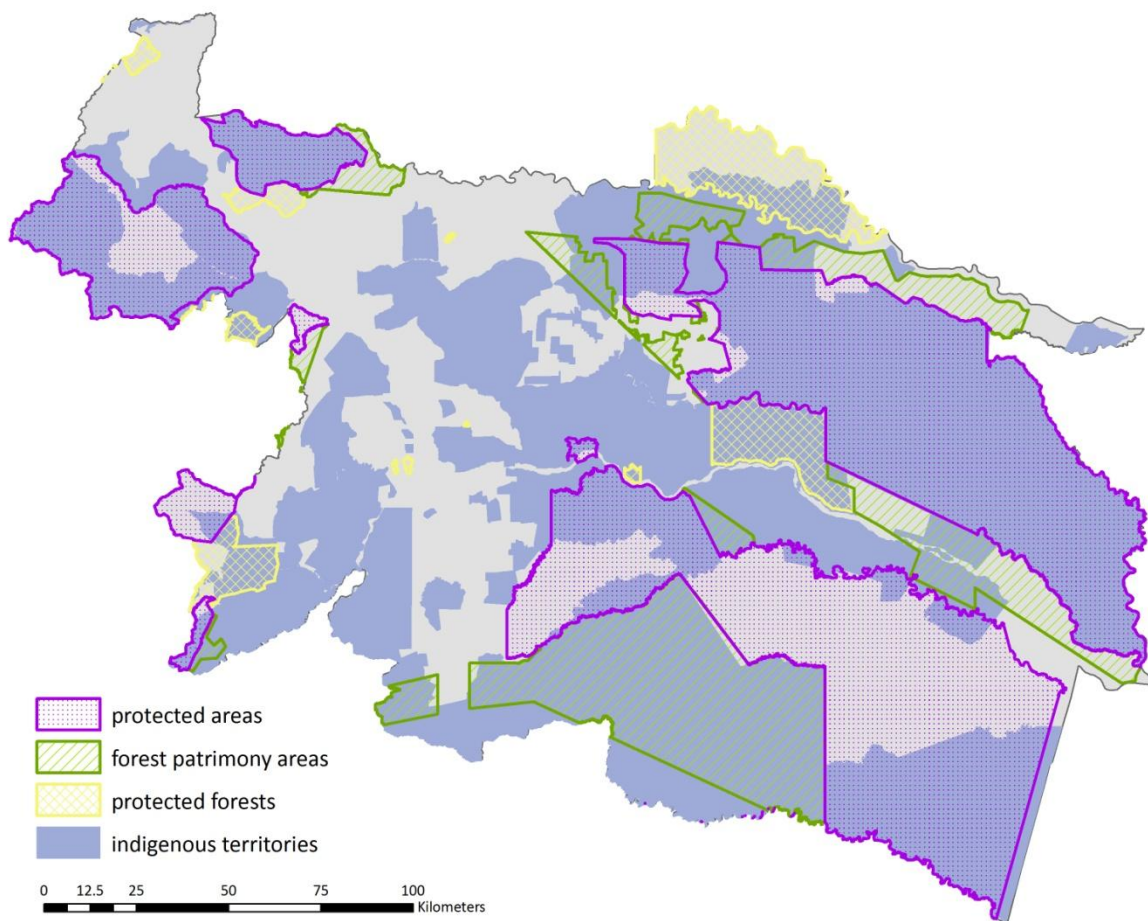 protected areas
forest patrimony areas
protected forests
indigenous territories
0 12.5 25 50 75 100
Kilometers